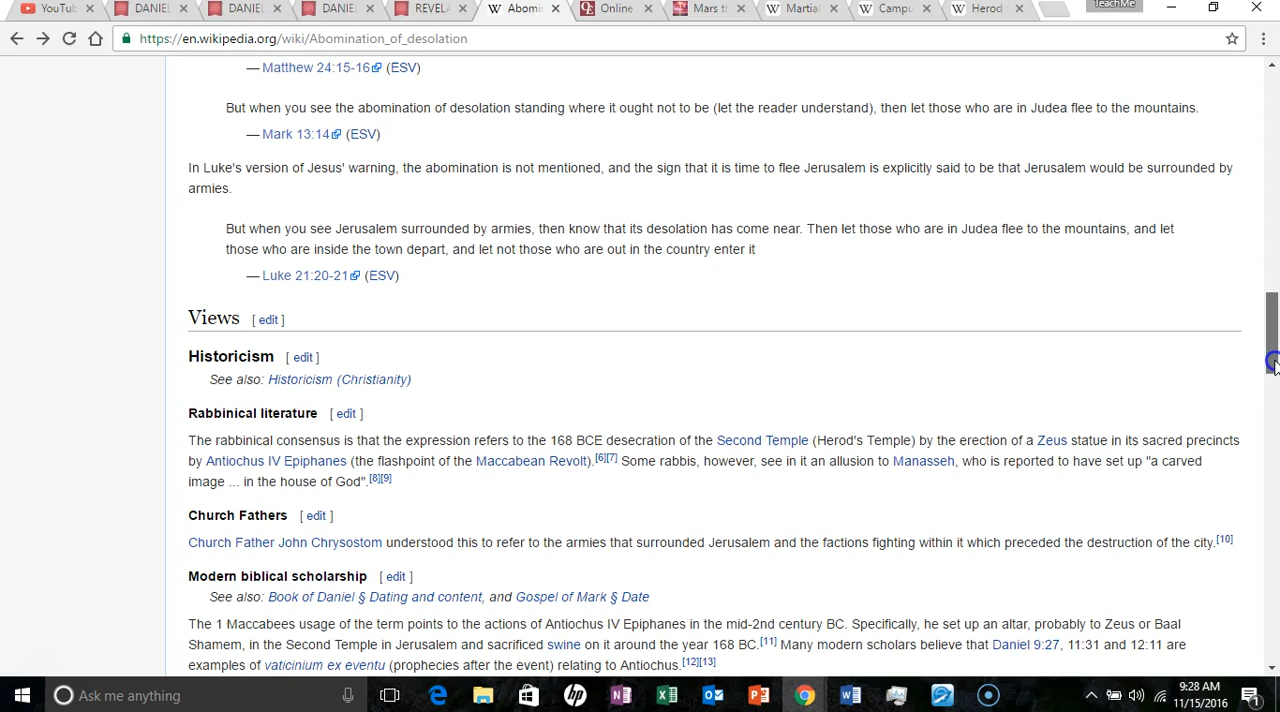 YouTub
DANIEL
DANIEL
DANIEL
REVELA
Abomi
Online
Mars th
Martial
Campu
Herod
TeachMe
https://en.wikipedia.org/wiki/Abomination_of_desolation
— Matthew 24:15-16 (ESV)
But when you see the abomination of desolation standing where it ought not to be (let the reader understand), then let those who are in Judea flee to the mountains.
— Mark 13:14 (ESV)
In Luke's version of Jesus' warning, the abomination is not mentioned, and the sign that it is time to flee Jerusalem is explicitly said to be that Jerusalem would be surrounded by
armies.
But when you see Jerusalem surrounded by armies, then know that its desolation has come near. Then let those who are in Judea flee to the mountains, and let
those who are inside the town depart, and let not those who are out in the country enter it
— Luke 21:20-21 (ESV)
Views [ edit ]
Historicism [ edit ]
See also: Historicism (Christianity)
Rabbinical literature [ edit ]
The rabbinical consensus is that the expression refers to the 168 BCE desecration of the Second Temple (Herod's Temple) by the erection of a Zeus statue in its sacred precincts
by Antiochus IV Epiphanes (the flashpoint of the Maccabean Revolt).[6][7] Some rabbis, however, see in it an allusion to Manasseh, who is reported to have set up "a carved
image ... in the house of God".[8][9]
Church Fathers [ edit ]
Church Father John Chrysostom understood this to refer to the armies that surrounded Jerusalem and the factions fighting within it which preceded the destruction of the city.[10]
Modern biblical scholarship [ edit ]
See also: Book of Daniel § Dating and content, and Gospel of Mark § Date
The 1 Maccabees usage of the term points to the actions of Antiochus IV Epiphanes in the mid-2nd century BC. Specifically, he set up an altar, probably to Zeus or Baal
Shamem, in the Second Temple in Jerusalem and sacrificed swine on it around the year 168 BC.[11] Many modern scholars believe that Daniel 9:27, 11:31 and 12:11 are
examples of vaticinium ex eventu (prophecies after the event) relating to Antiochus.[12][13]
Ask me anything
9:28 AM
11/15/2016